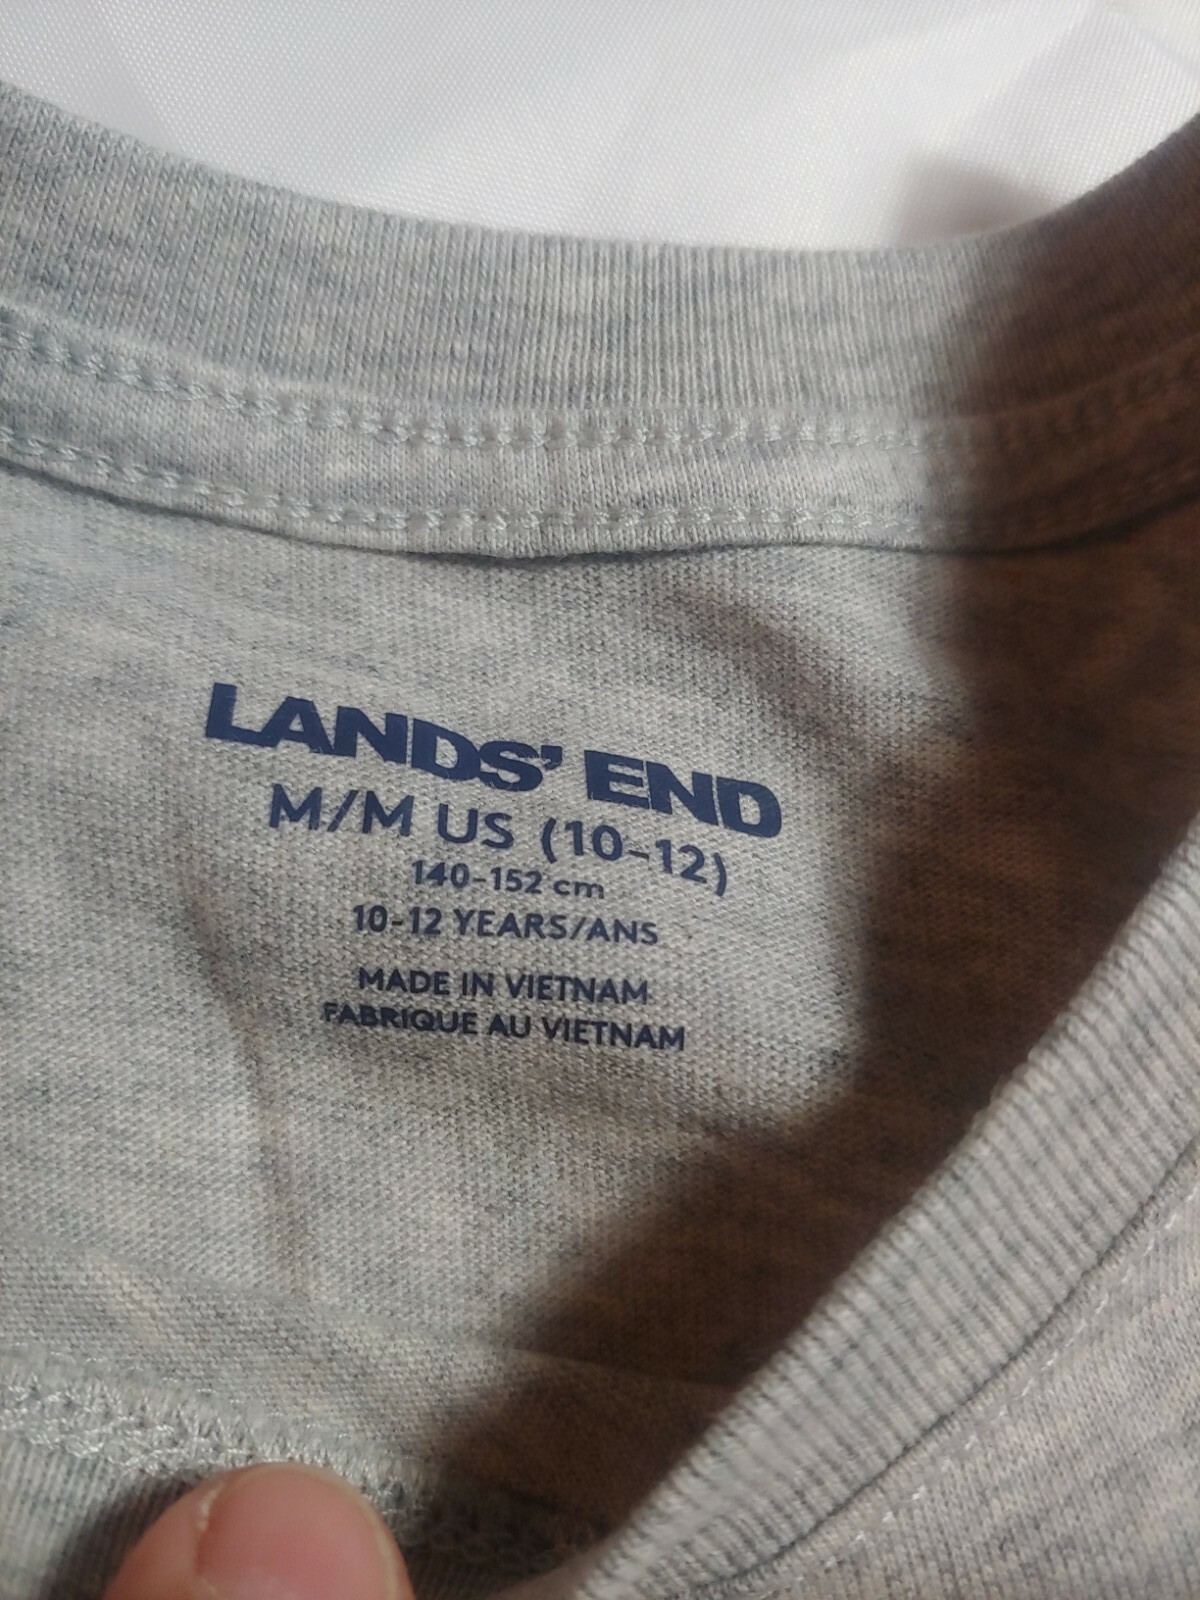 LANDS' END
M/M US (10-12)
140-152 cm
10-12 YEARS/ANS
MADE IN VIETNAM
FABRIQUE AU VIETNAM